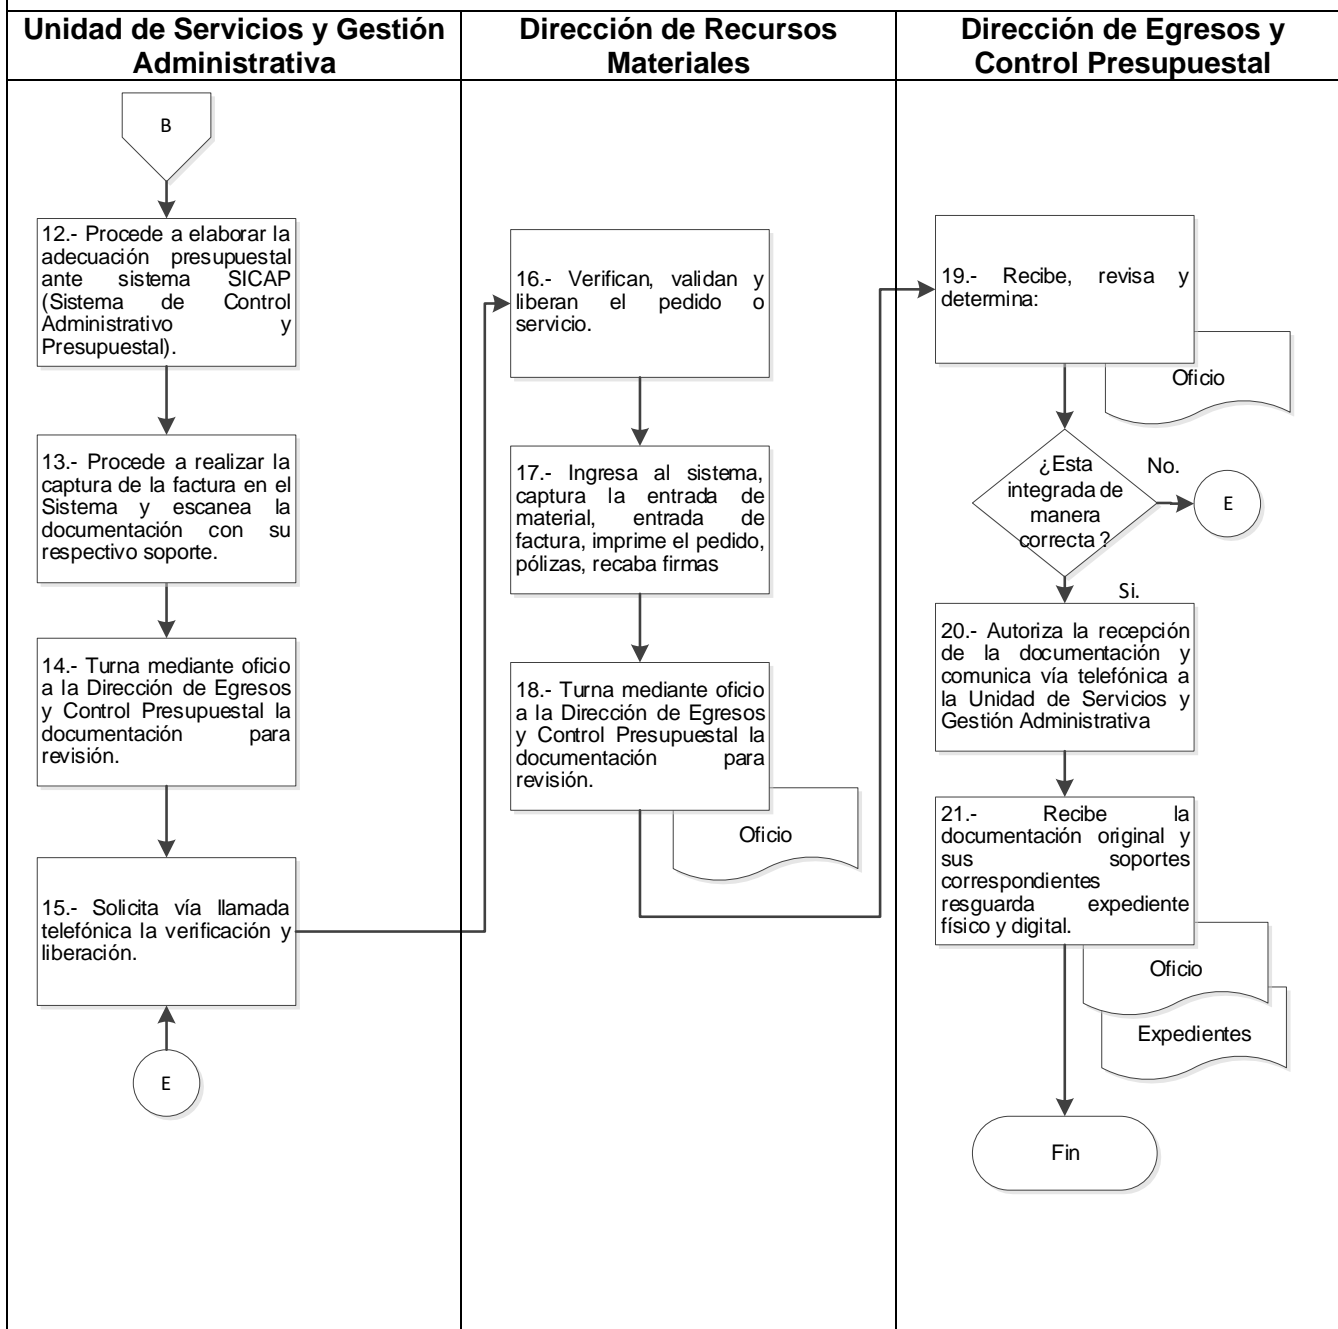 Unidad de Servicios y Gestión
Administrativa
Dirección de Recursos
Materiales
Dirección de Egresos y
Control Presupuestal
B
12.- Procede a elaborar la
adecuación presupuestal
ante sistema SICAP
(Sistema de Control
Administrativo y
Presupuestal).
13.- Procede a realizar la
captura de la factura en el
Sistema y escanea la
documentación con su
respectivo soporte.
14.- Turna mediante oficio
a la Dirección de Egresos
y Control Presupuestal la
documentación para
revisión.
15.- Solicita vía llamada
telefónica la verificación y
liberación.
E
16.- Verifican, validan y
liberan el pedido o
servicio.
17.- Ingresa al sistema,
captura la entrada de
material, entrada de
factura, imprime el pedido,
pólizas, recaba firmas
18.- Turna mediante oficio
a la Dirección de Egresos
y Control Presupuestal la
documentación para
revisión.
Oficio
19.- Recibe, revisa y
determina:
Oficio
¿Esta
integrada de
manera
correcta ?
No.
E
Si.
20.- Autoriza la recepción
de la documentación y
comunica vía telefónica a
la Unidad de Servicios y
Gestión Administrativa
21.- Recibe la
documentación original y
sus soportes
correspondientes
resguarda expediente
físico y digital.
Oficio
Expedientes
Fin